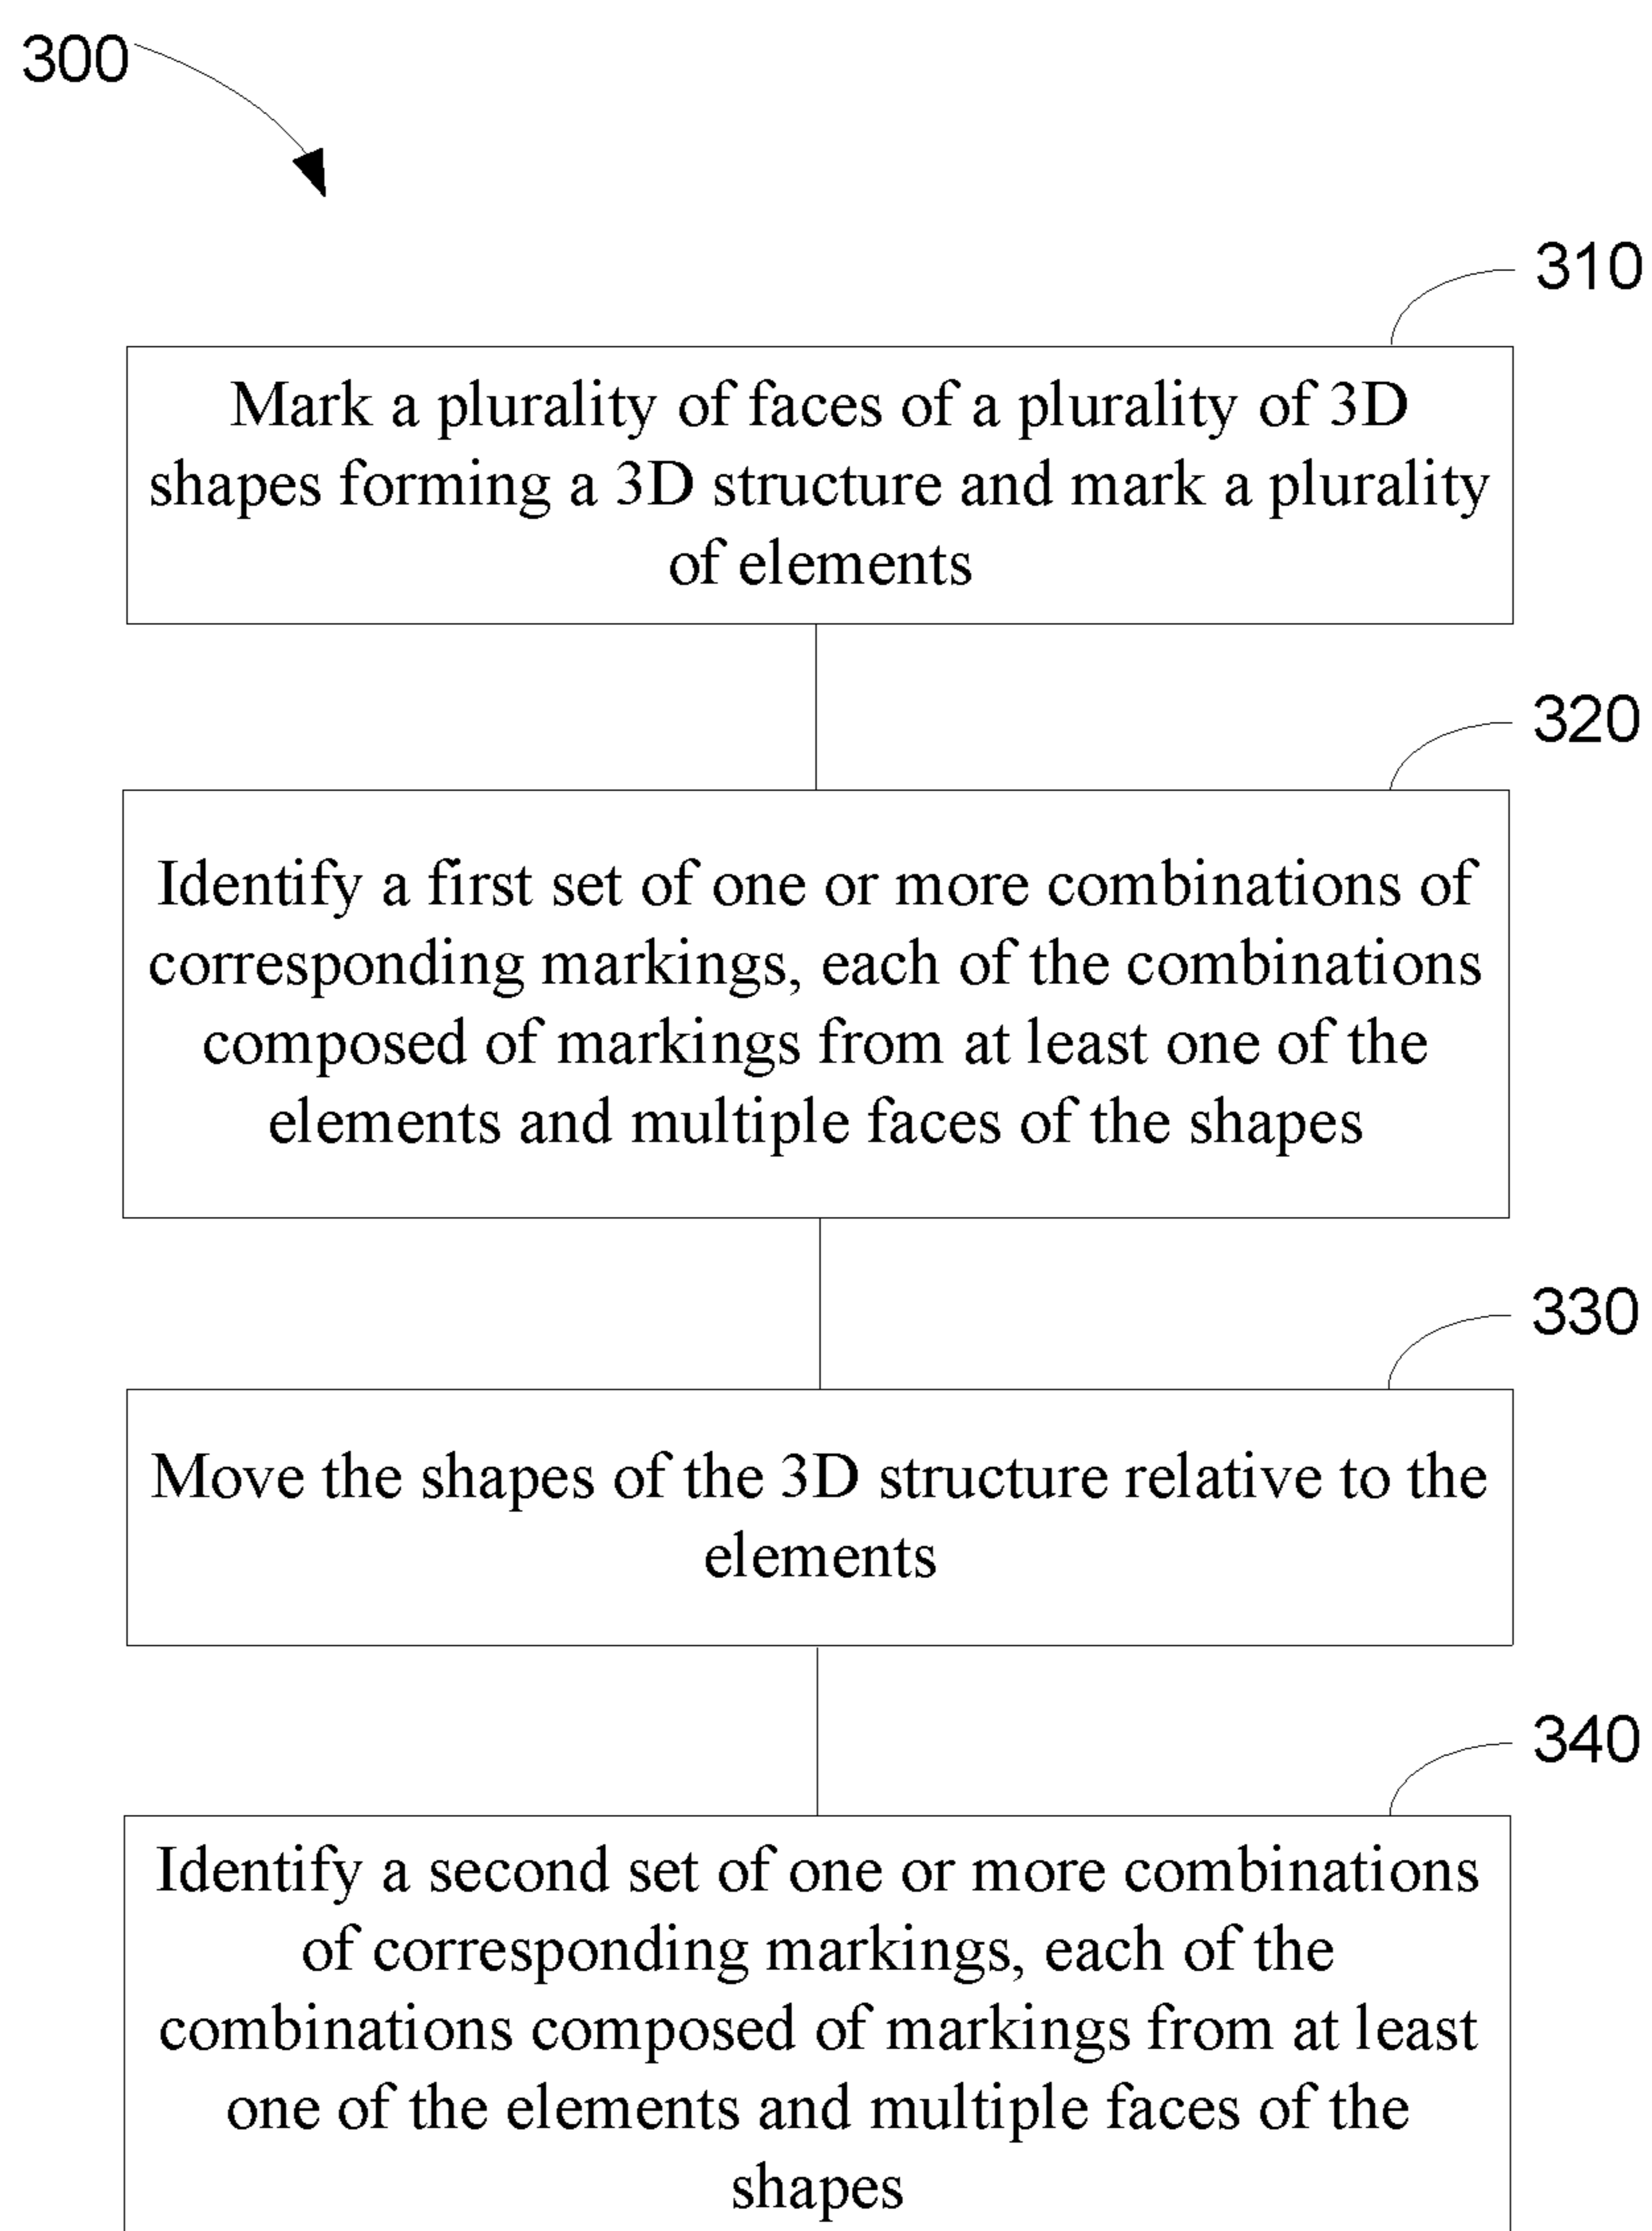 300
310
Mark a plurality of faces of a plurality of 3D
shapes forming a 3D structure and mark a plurality
of elements
320
Identify a first set of one or more combinations of
corresponding markings, each of the combinations
composed of markings from at least one of the
elements and multiple faces of the shapes
330
Move the shapes of the 3D structure relative to the
elements
340
Identify a second set of one or more combinations
of corresponding markings, each of the
combinations composed of markings from at least
one of the elements and multiple faces of the
shapes